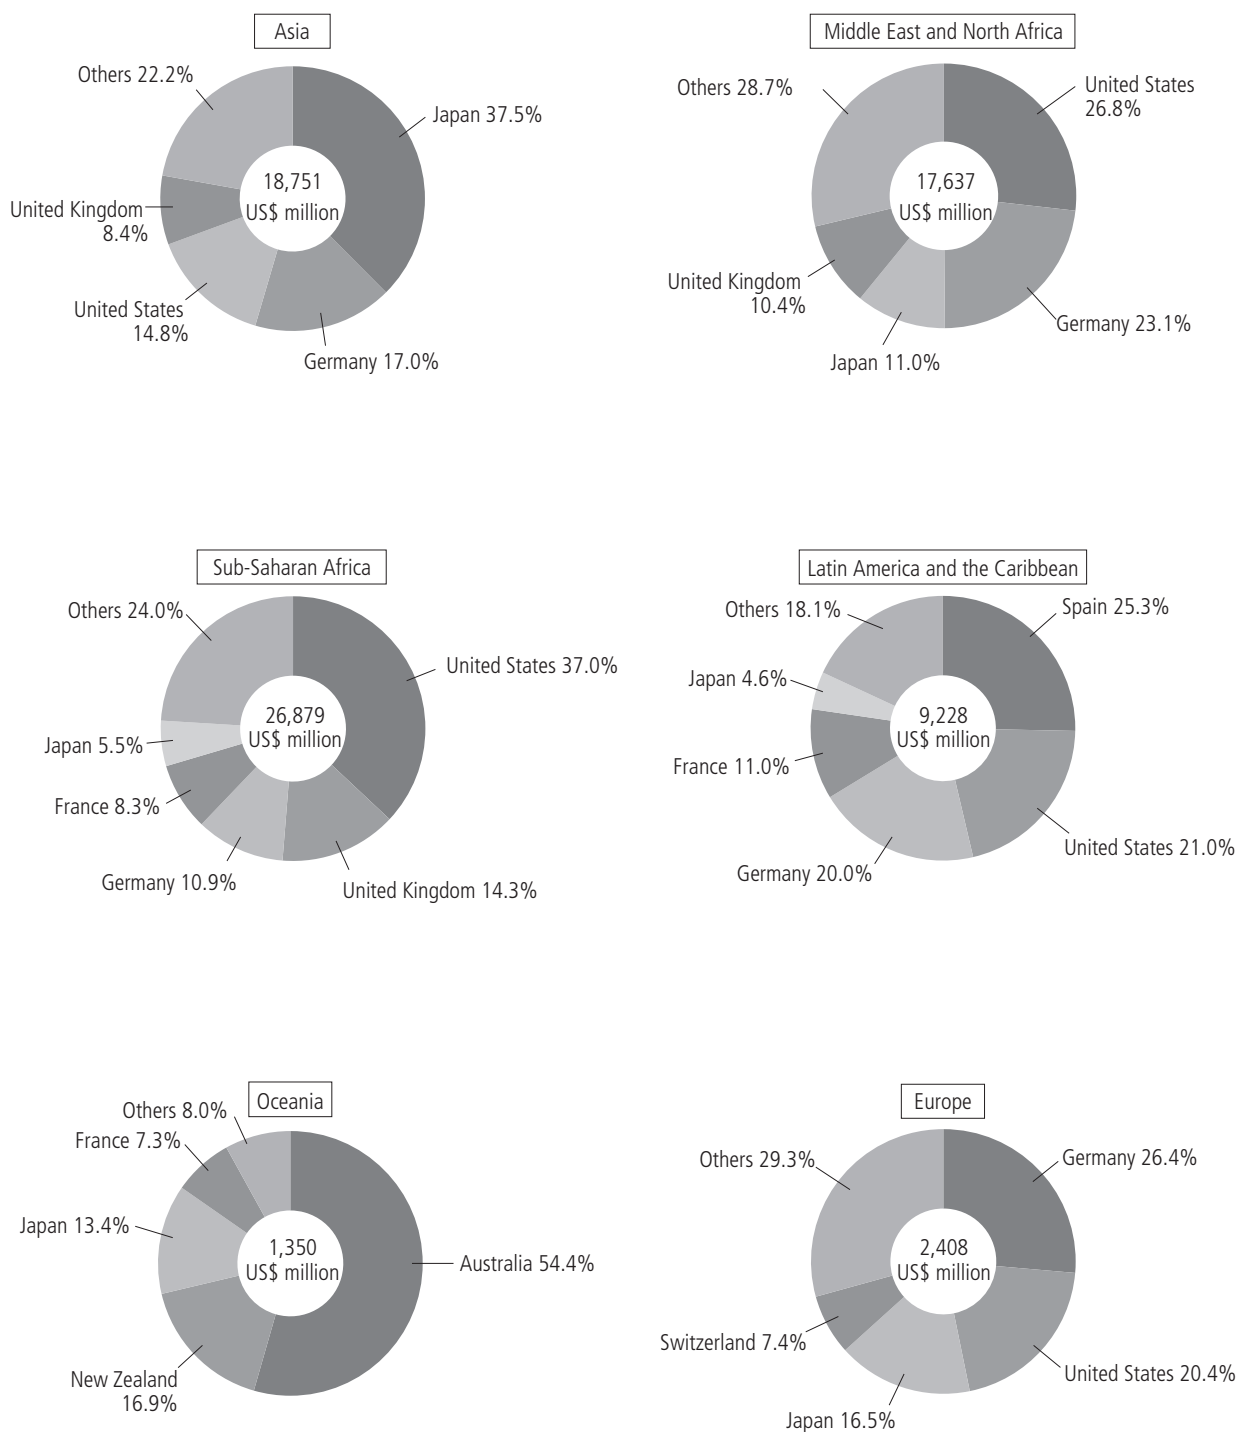 Asia
Others 22.2%
Japan 37.5%
18,751
US$ million
United Kingdom
8.4%
United States
14.8%
Germany 17.0%
Middle East and North Africa
Others 28.7%
United States
26.8%
17,637
US$ million
United Kingdom
10.4%
Germany 23.1%
Japan 11.0%
Sub-Saharan Africa
Others 24.0%
United States 37.0%
26,879
US$ million
Japan 5.5%
France 8.3%
Germany 10.9%
United Kingdom 14.3%
Latin America and the Caribbean
Others 18.1%
Spain 25.3%
Japan 4.6%
9,228
US$ million
France 11.0%
United States 21.0%
Germany 20.0%
Oceania
Others 8.0%
France 7.3%
Japan 13.4%
1,350
US$ million
Australia 54.4%
New Zealand
16.9%
Europe
Others 29.3%
Germany 26.4%
2,408
US$ million
Switzerland 7.4%
United States 20.4%
Japan 16.5%